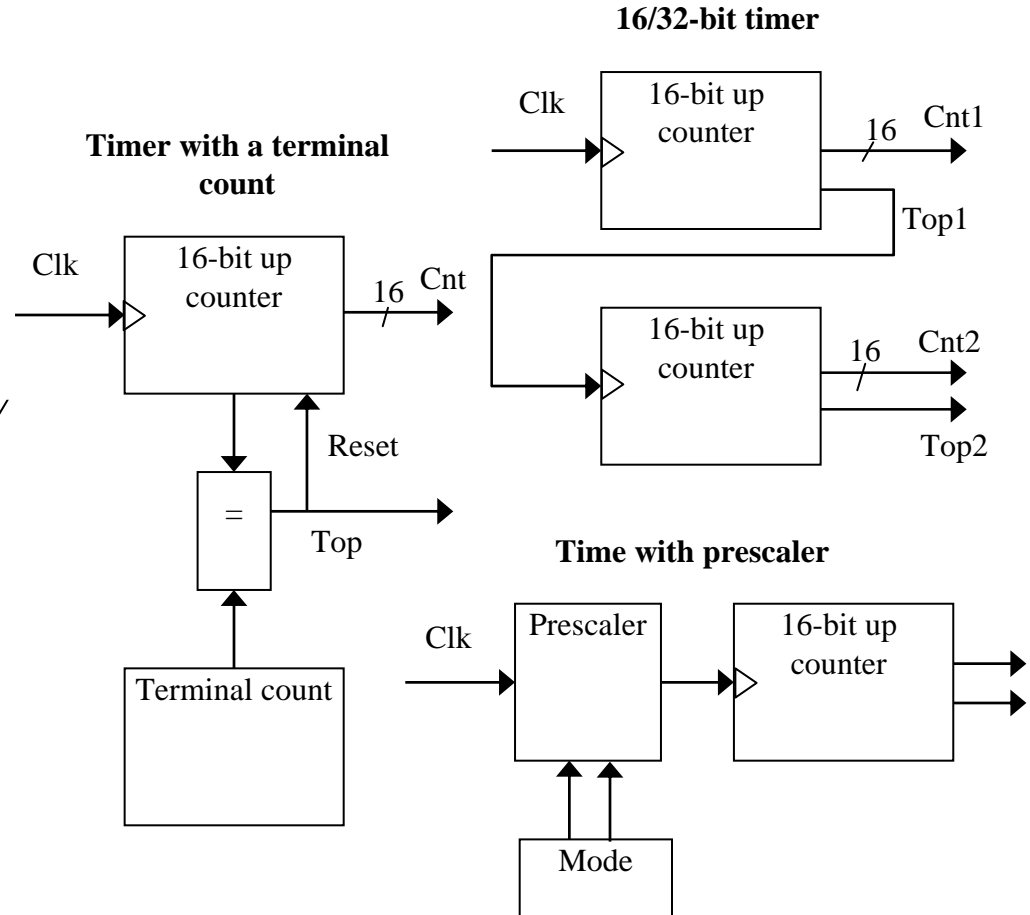 16/32-bit timer
Clk
16-bit up
counter
16
Cnt1
Top1
16-bit up
counter
16
Cnt2
Top2
Timer with a terminal
count
Clk
16-bit up
counter
16
Cnt
Reset
=
Top
Terminal count
Time with prescaler
Clk
Prescaler
16-bit up
counter
Mode